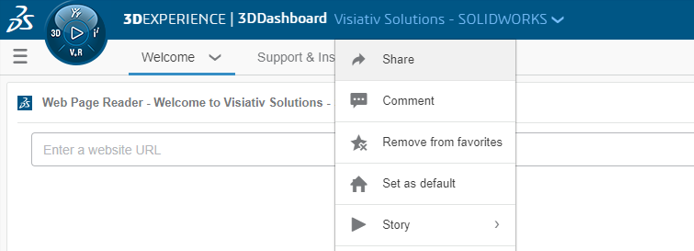 3DEXPERIENCE | 3DDashboard Visiativ Solutions - SOLIDWORKS
3D
V.R
Welcome
Support & Ins
Share
Web Page Reader - Welcome to Visiativ Solutions -
Comment
Enter a website URL
Remove from favorites
Set as default
Story